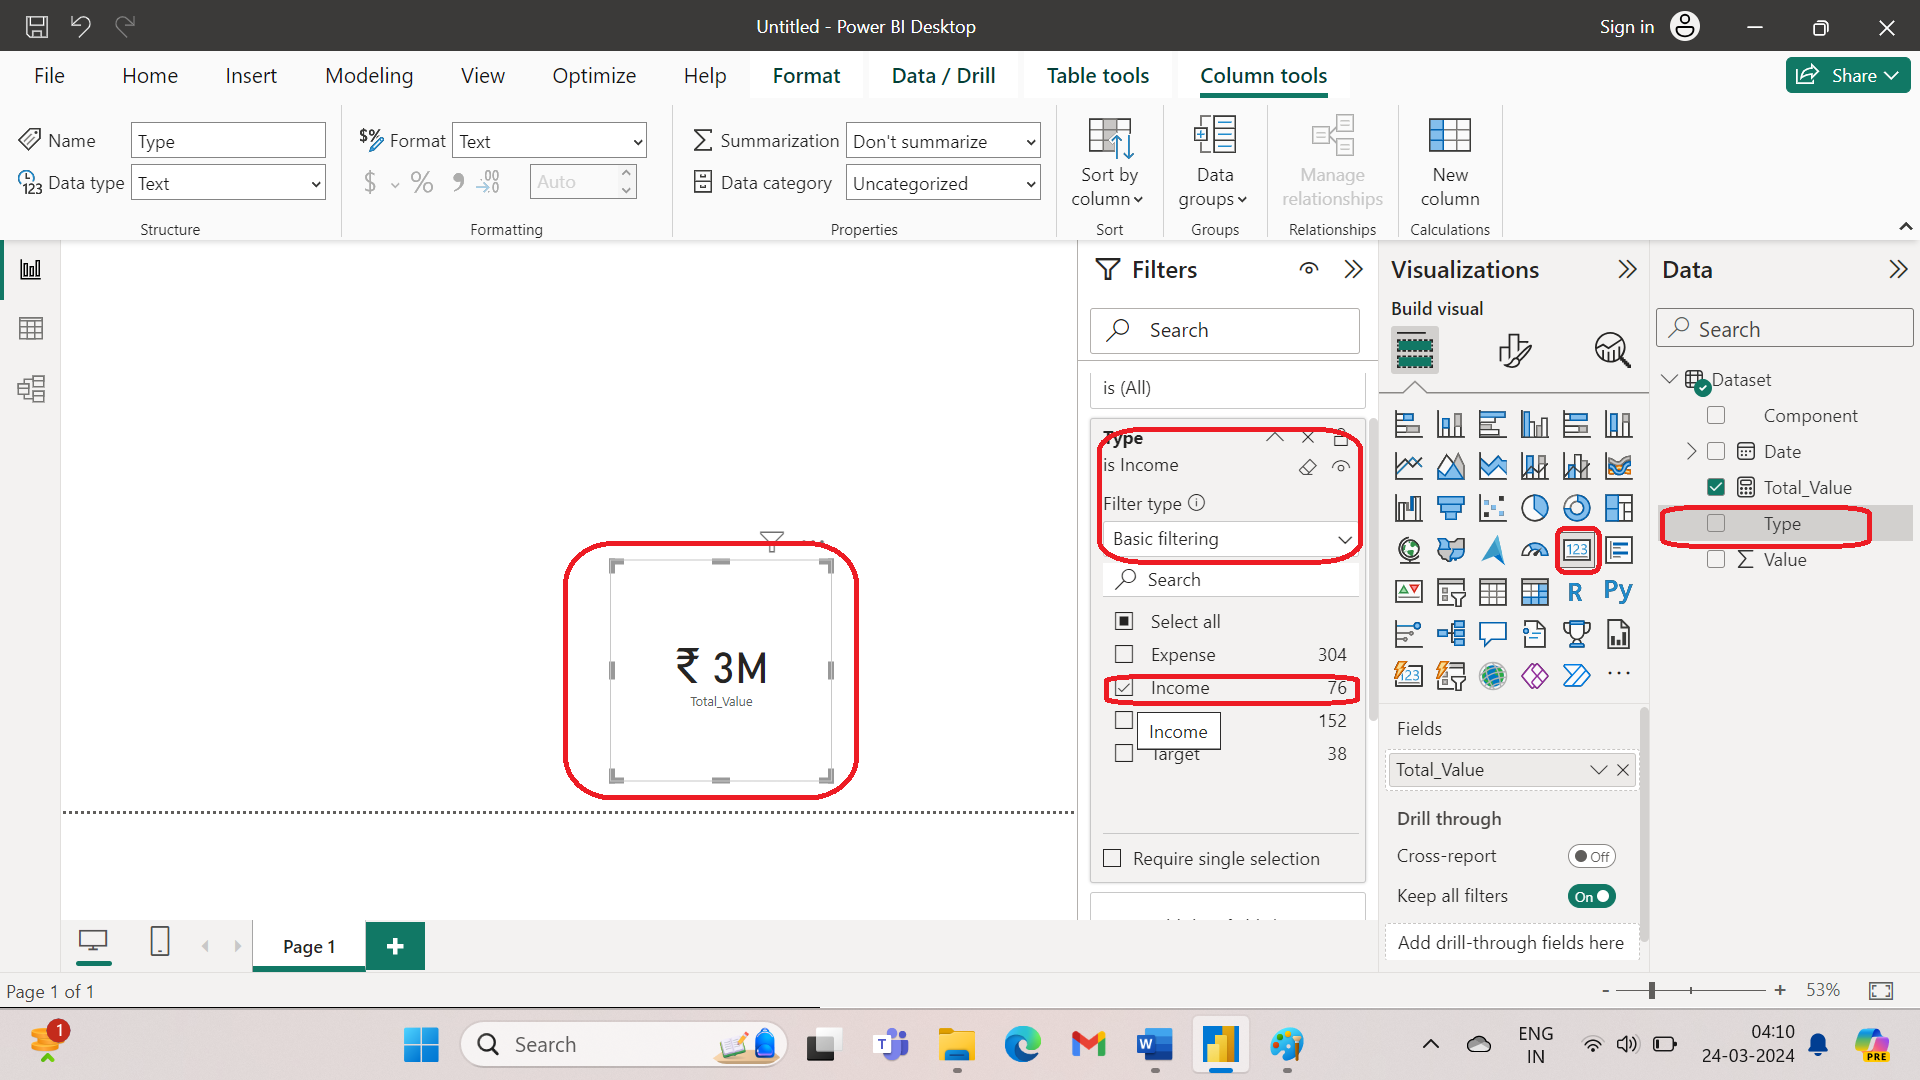 Untitled - Power BI Desktop
Sign in
File
Home
Insert
Modeling
View
Optimize
Help
Format
Data / Drill
Table tools
Column tools
Share
Name
Type
Data type
Text
Structure
Format
Text
$
%
Auto
Formatting
Summarization
Don't summarize
Data category
Uncategorized
Properties
Sort by
column
Sort
Data
groups
Groups
Manage
relationships
Relationships
New
column
Calculations
₹ 3M
Total_Value
Filters
Search
is (All)
Type
is Income
Filter type
Basic filtering
Search
Select all
Expense 304
Income 76
152
Income
Target 38
Require single selection
Visualizations
Build visual
123
R
Py
123
Fields
Total_Value
Drill through
Cross-report
Off
Keep all filters
On
Add drill-through fields here
Data
Search
Dataset
Component
Date
Total_Value
Type
Value
Page 1
Page 1 of 1
- + 53%
1
Search
ENG
IN
04:10
24-03-2024
PRE